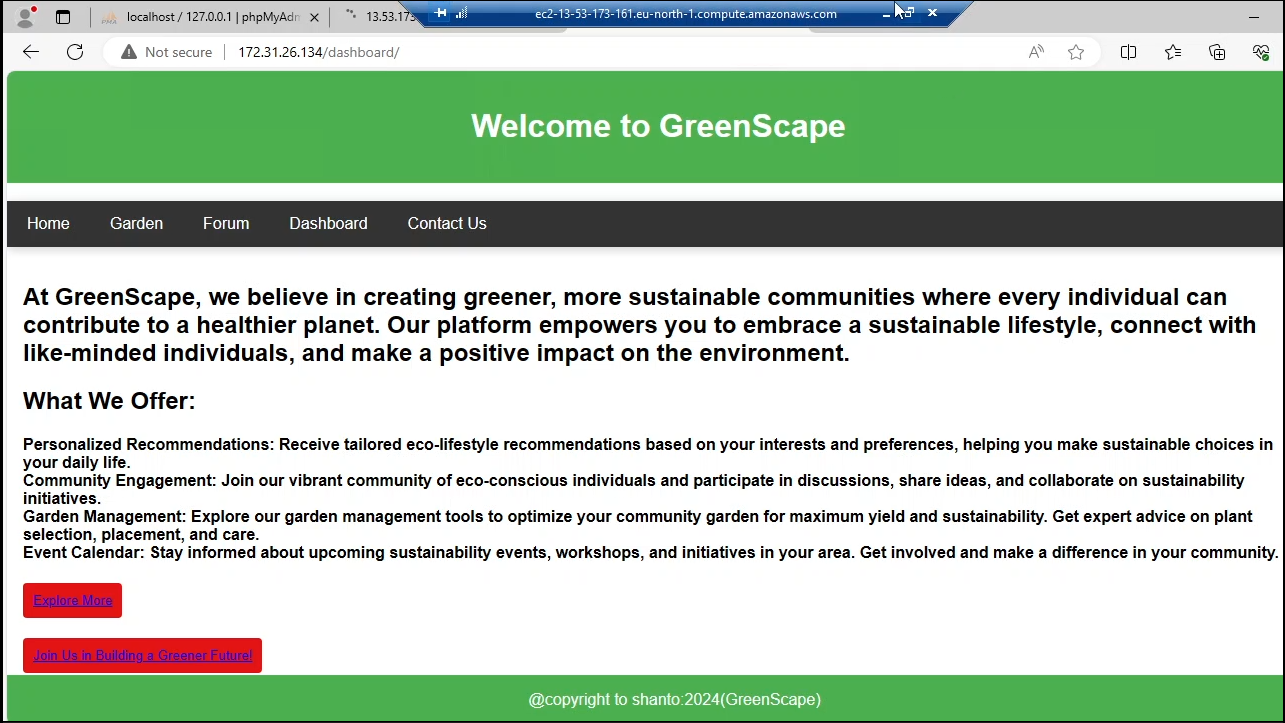 localhost / 127.0.0.1 | phpMyAdn
13.53.173
ec2-13-53-173-161.eu-north-1.compute.amazonaws.com
Not secure
172.31.26.134/dashboard/
Welcome to GreenScape
Home Garden Forum Dashboard Contact Us
At GreenScape, we believe in creating greener, more sustainable communities where every individual can
contribute to a healthier planet. Our platform empowers you to embrace a sustainable lifestyle, connect with
like-minded individuals, and make a positive impact on the environment.
What We Offer:
Personalized Recommendations: Receive tailored eco-lifestyle recommendations based on your interests and preferences, helping you make sustainable choices in
your daily life.
Community Engagement: Join our vibrant community of eco-conscious individuals and participate in discussions, share ideas, and collaborate on sustainability
initiatives.
Garden Management: Explore our garden management tools to optimize your community garden for maximum yield and sustainability. Get expert advice on plant
selection, placement, and care.
Event Calendar: Stay informed about upcoming sustainability events, workshops, and initiatives in your area. Get involved and make a difference in your community.
Explore More
Join Us in Building a Greener Future!
@copyright to shanto:2024(GreenScape)